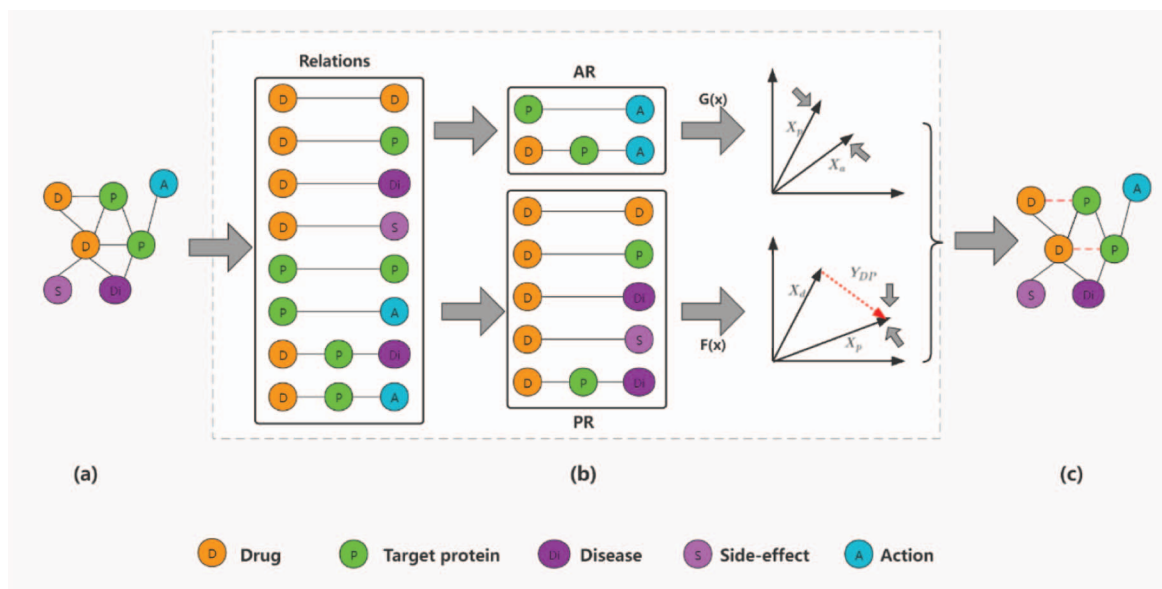 Relations
D D
D P
D Di
D S
P P
P A
D P Di
D P A
AR
P A
D P A
D D
D P
D Di
D S
D P Di
PR
G(x)
F(x)
Xp
Xa
Xd
YDP
Xp
D P A
D P
S Di
D P A
D P
S Di
(a) (b) (c)
D Drug P Target protein Di Disease S Side-effect A Action